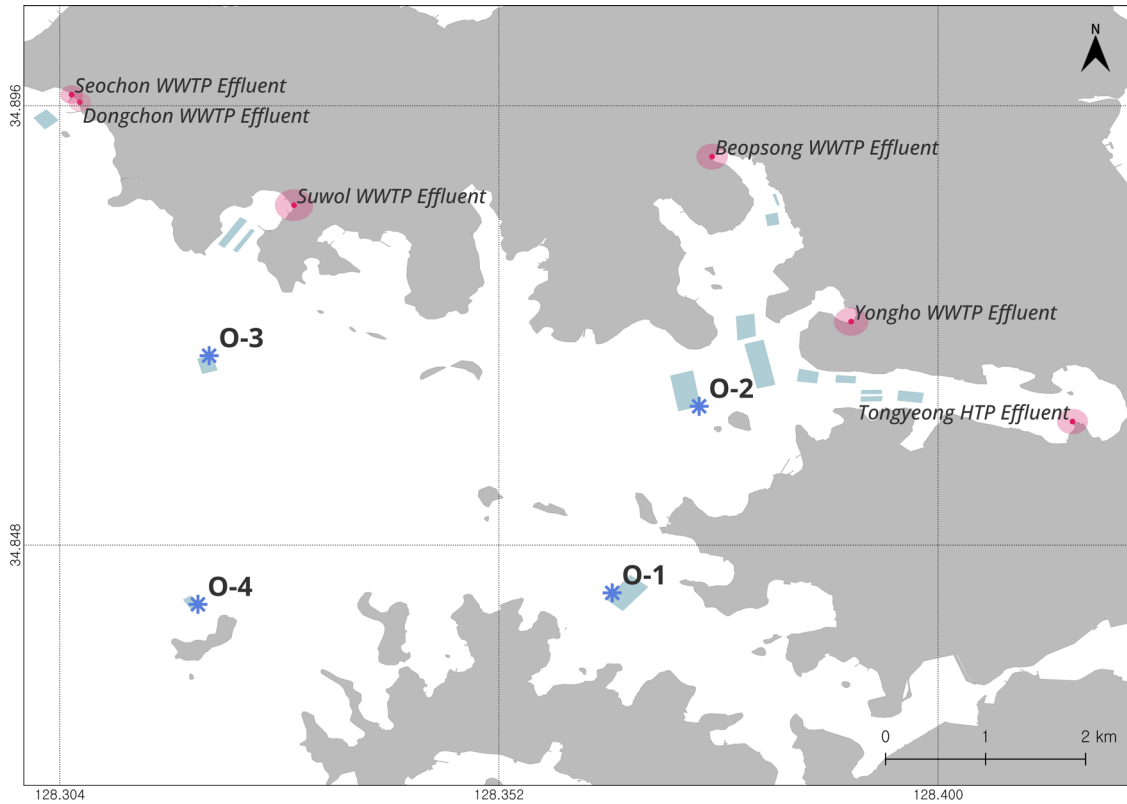 N
Seochon WWTP Effluent
34.896
Dongchon WWTP Effluent
Beopsong WWTP Effluent
Suwol WWTP Effluent
Yongho WWTP Effluent
O-3
O-2
Tongyeong HTP Effluent
34.848
O-1
O-4
0 1 2 km
128.304 128.352 128.400